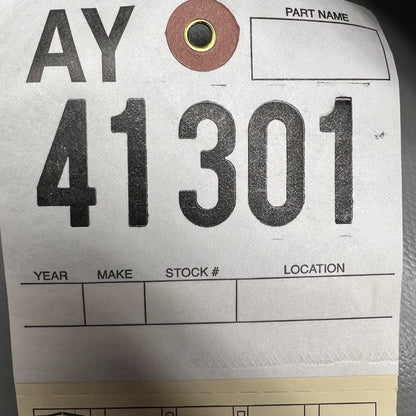 AY PART NAME
41301
YEAR MAKE STOCK # LOCATION